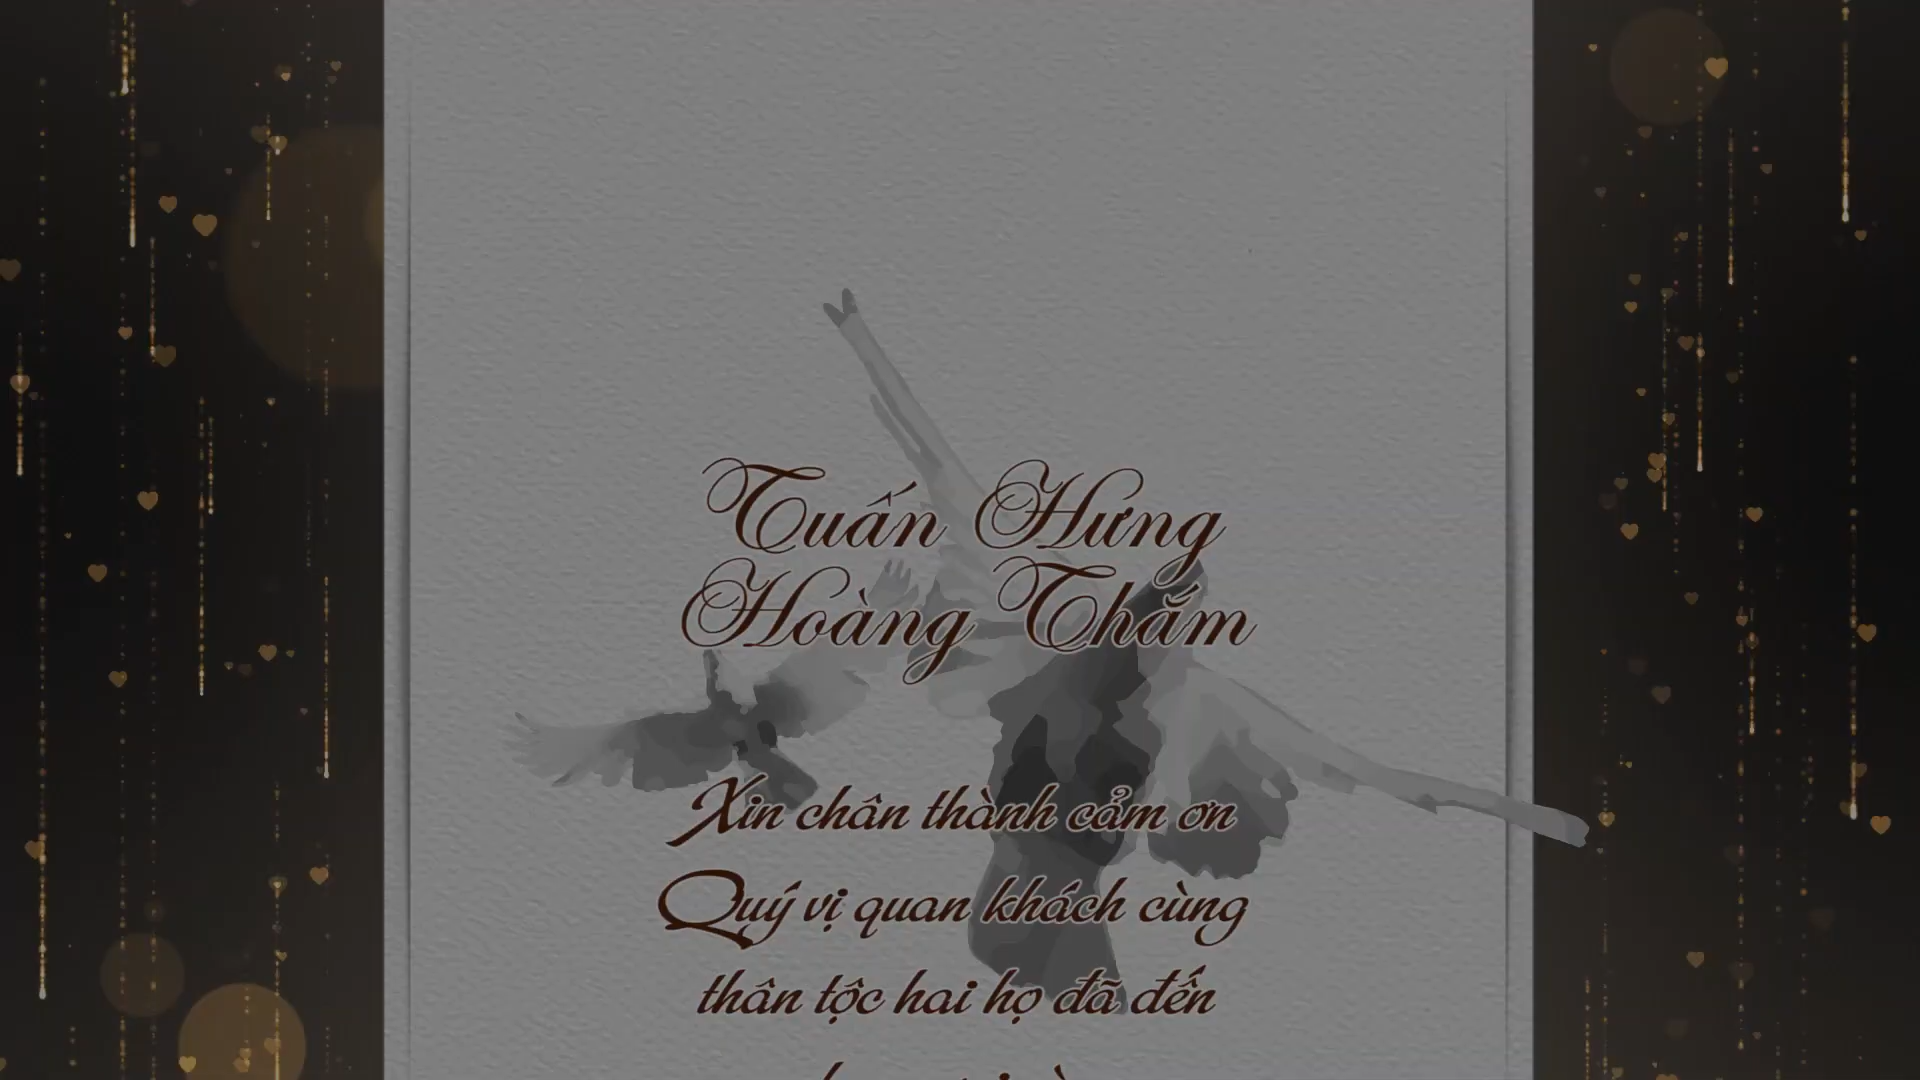 Tuấn Hưng
Hoàng Thắm
Xin chân thành cảm ơn
Quý vị quan khách cùng
thân tộc hai họ đã đến